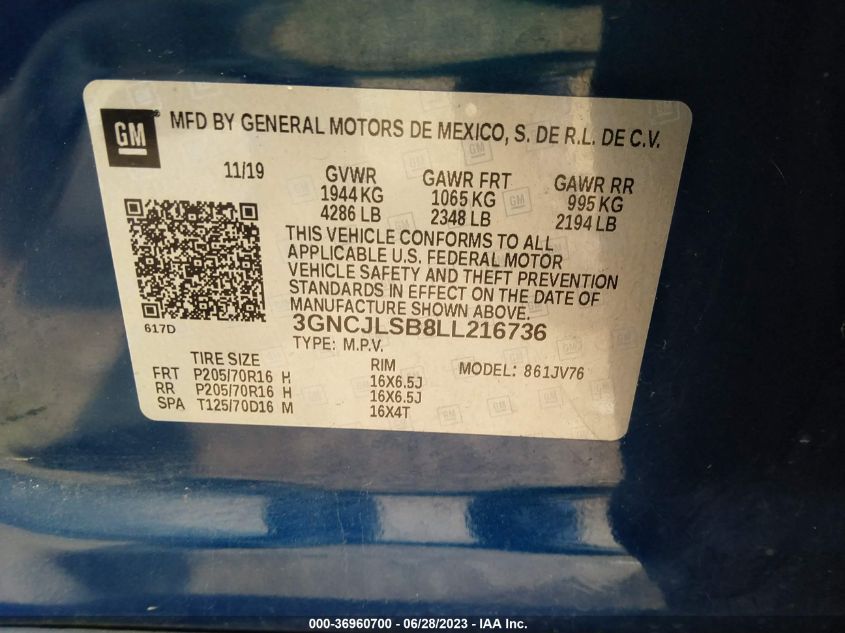 GM
MFD BY GENERAL MOTORS DE MEXICO, S. DE R.L. DE C.V.
11/19
GVWR GAWR FRT GAWR RR
1944 KG 1065 KG 995 KG
4286 LB 2348 LB 2194 LB
THIS VEHICLE CONFORMS TO ALL
APPLICABLE U.S. FEDERAL MOTOR
VEHICLE SAFETY AND THEFT PREVENTION
STANDARDS IN EFFECT ON THE DATE OF
MANUFACTURE SHOWN ABOVE.
617D
3GNCJLSB8LL216736
TYPE: M.P.V.
TIRE SIZE RIM MODEL: 861JV76
FRT P205/70R16 H 16X6.5J
RR P205/70R16 H 16X6.5J
SPA T125/70D16 M 16X4T
000-36960700 - 06/28/2023 - IAA Inc.